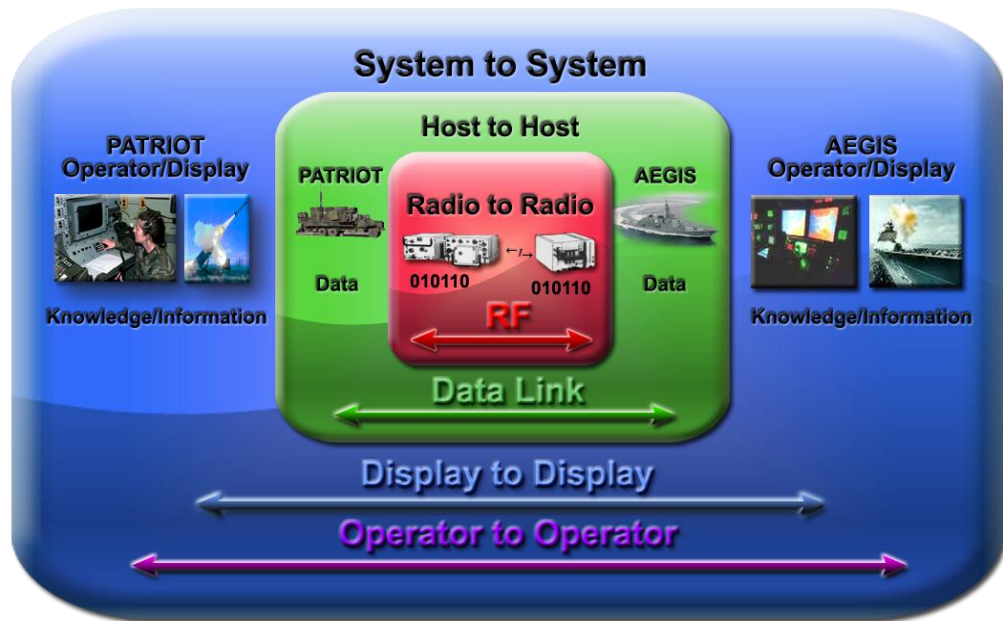 System to System
Host to Host
PATRIOT
Operator/Display
AEGIS
Operator/Display
PATRIOT
AEGIS
Radio to Radio
010110
010110
Data
Data
Knowledge/Information
Knowledge/Information
RF
Data Link
Display to Display
Operator to Operator